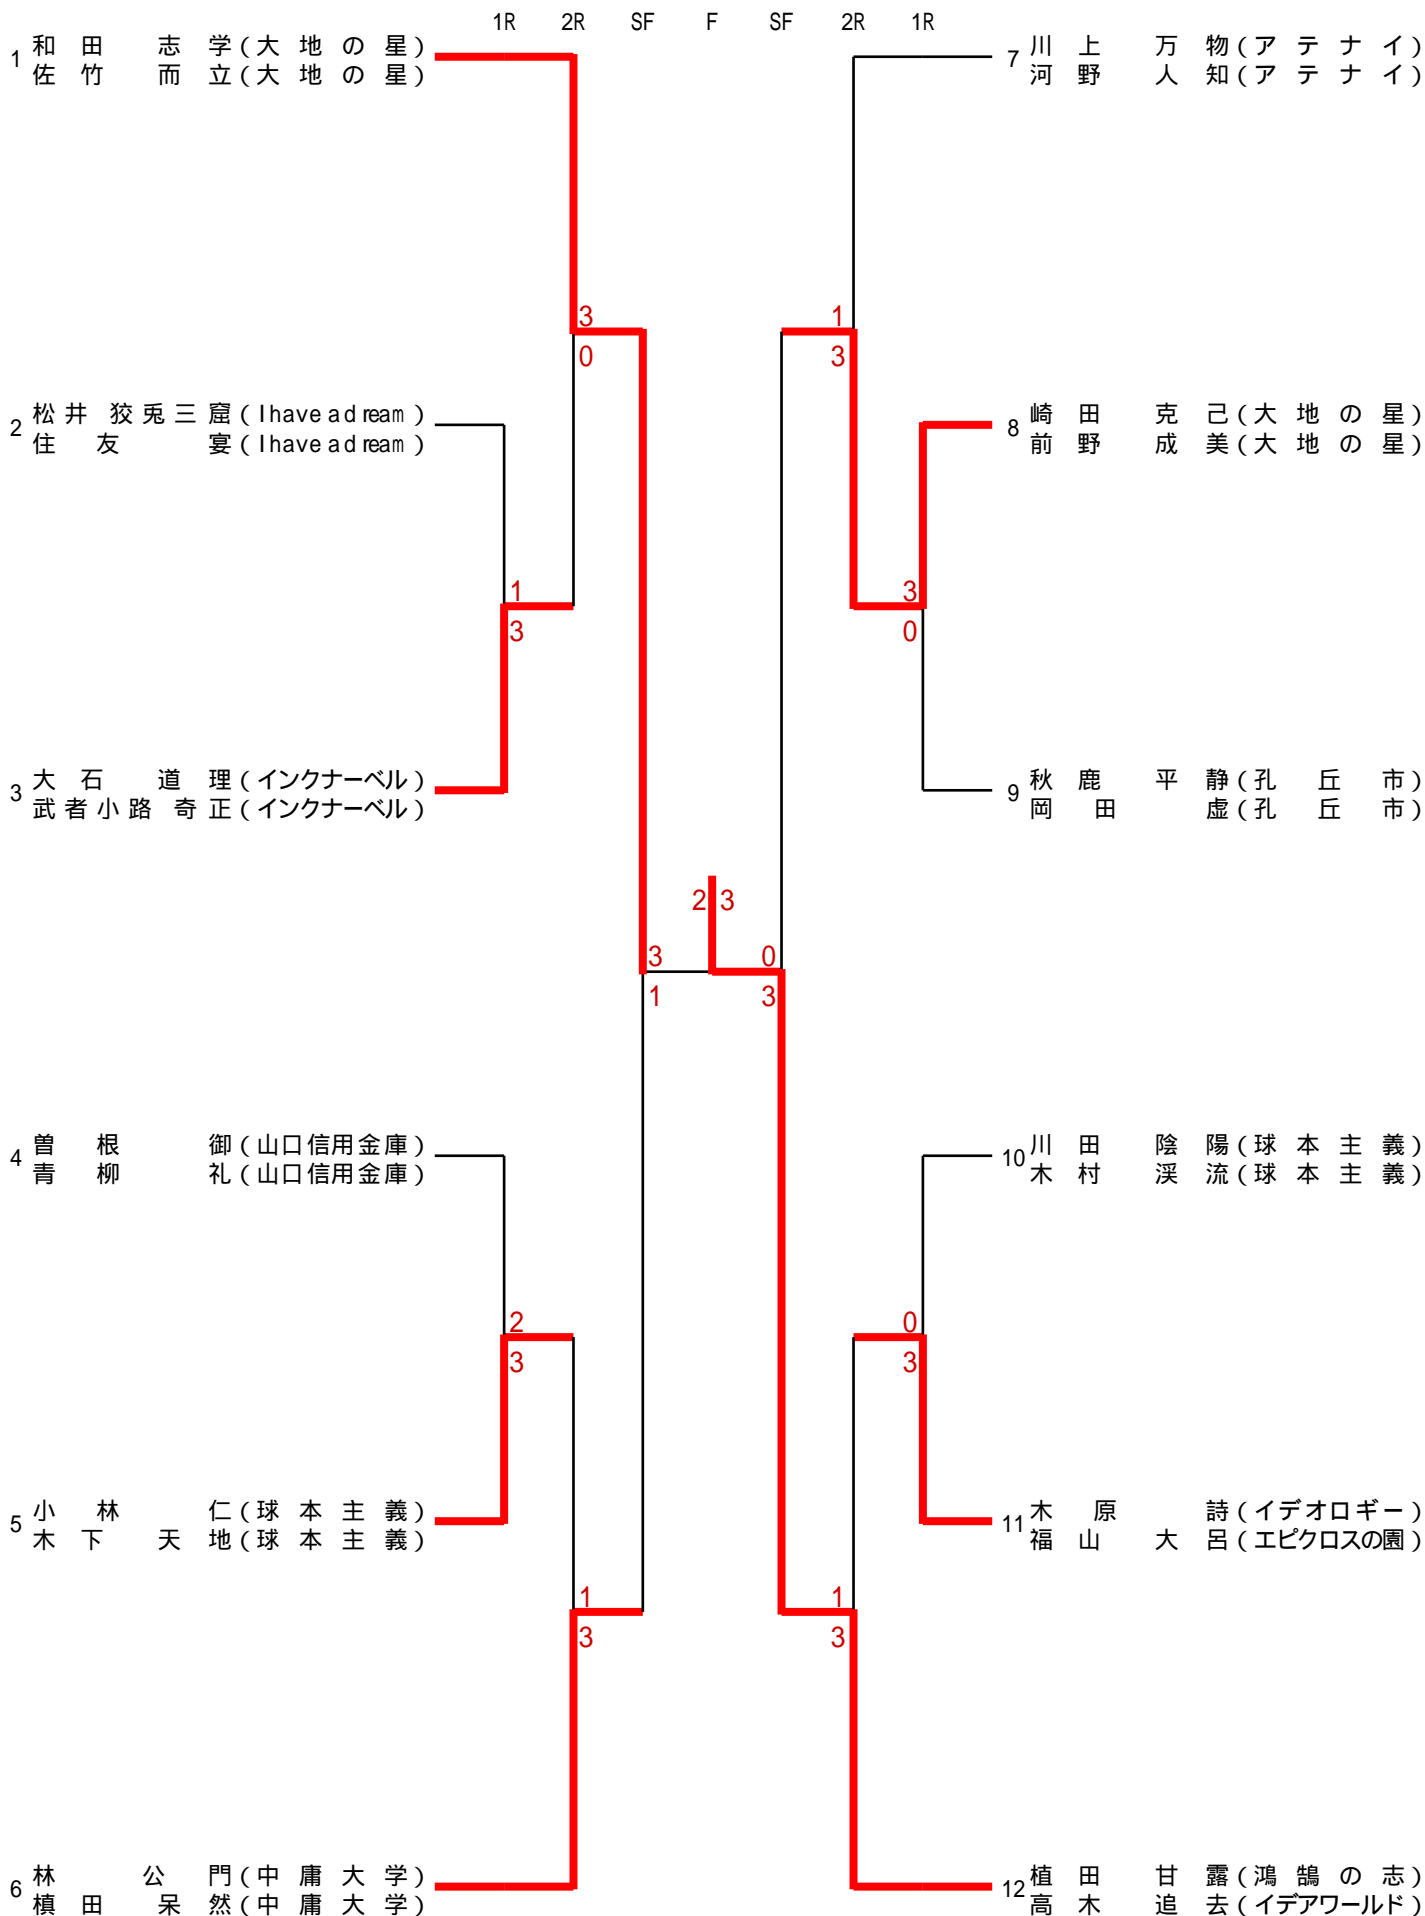 1R 2R SF F SF 2R 1R
1 和田 志学(大地の星)
佐竹 而立(大地の星)
7 川上 万物(アテナイ)
河野 人知(アテナイ)
3
0
1
3
2 松井 狡兎三窟(I have a dream)
住友 宴(I have a dream)
8 崎田 克己(大地の星)
前野 成美(大地の星)
1
3
3
0
3 大石 道理(インクナーベル)
武者小路 奇正(インクナーベル)
9 秋鹿 平静(孔丘市)
岡田 虚(孔丘市)
2 3
3
1
0
3
4 曽根 御(山口信用金庫)
青柳 礼(山口信用金庫)
10 川田 陰陽(球本主義)
木村 渓流(球本主義)
2
3
0
3
5 小林 仁(球本主義)
木下 天地(球本主義)
11 木原 詩(イデオロギー)
福山 大呂(エピクロスの園)
1
3
1
3
6 林 公門(中庸大学)
槙田 呆然(中庸大学)
12 植田 甘露(鴻鵠の志)
高木 追去(イデアワールド)